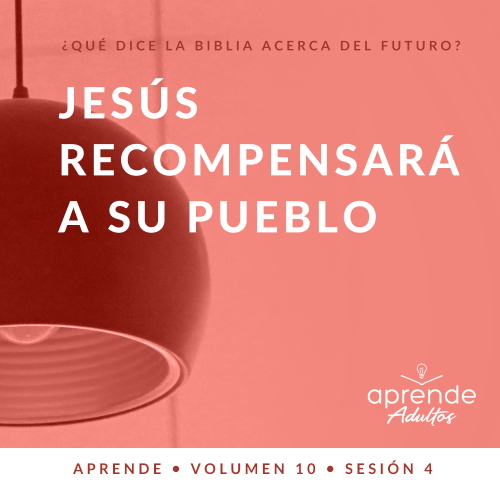 ¿QUÉ DICE LA BIBLIA ACERCA DEL FUTURO?
JESÚS
RECOMPENSARÁ
A SU PUEBLO
aprende
Adultos
APRENDE • VOLUMEN 10 • SESIÓN 4